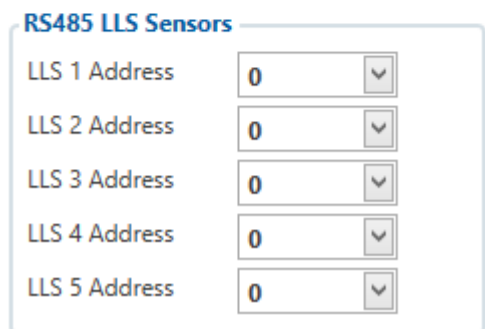 RS485 LLS Sensors
LLS 1 Address 0
LLS 2 Address 0
LLS 3 Address 0
LLS 4 Address 0
LLS 5 Address 0